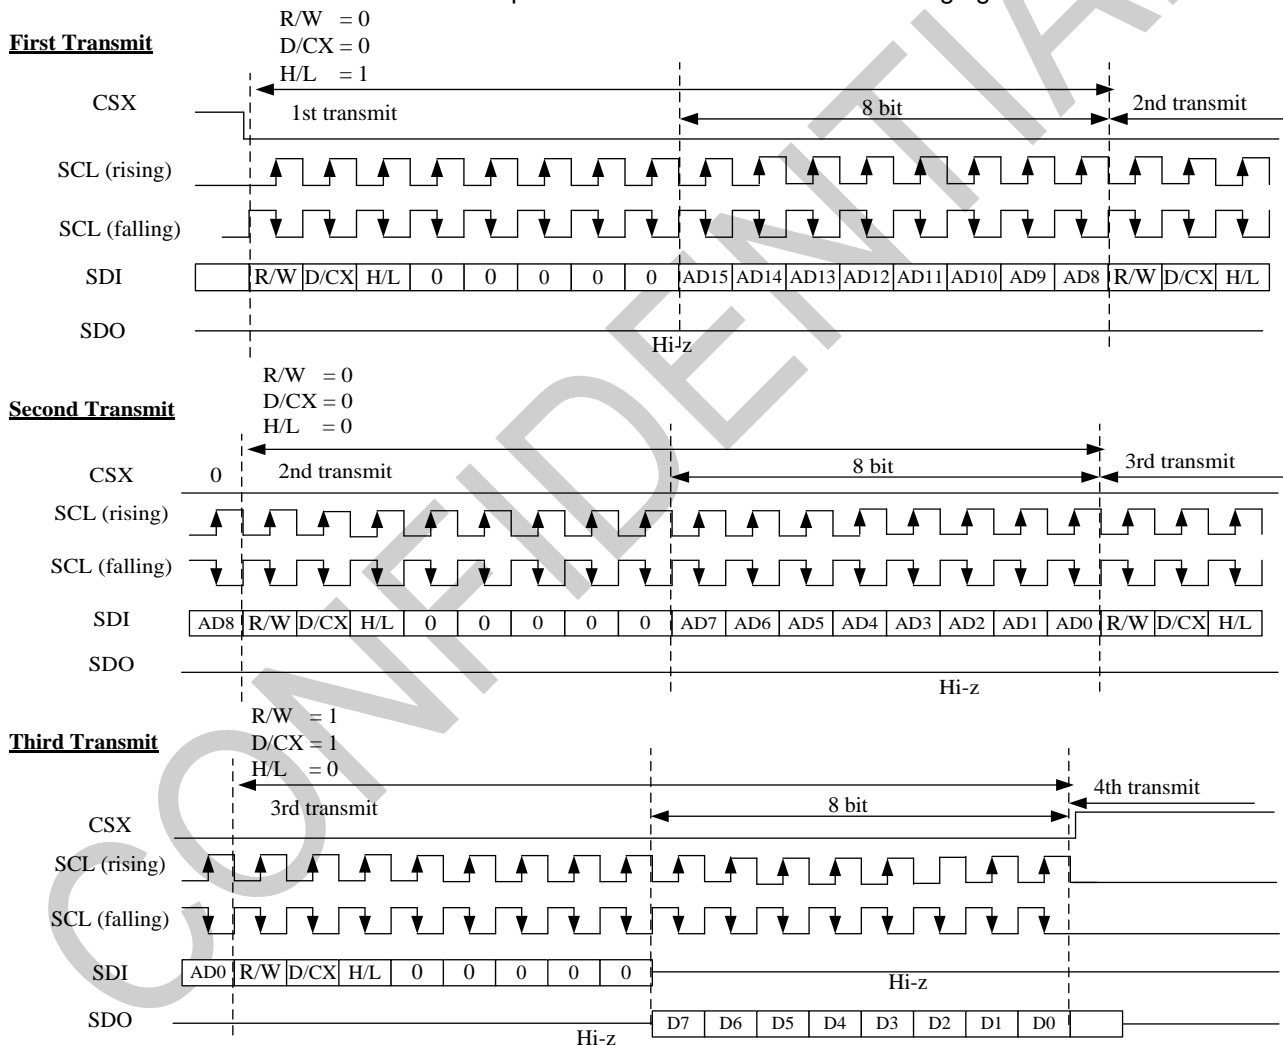 R/W = 0
First Transmit
D/CX = 0
H/L = 1
CSX
1st transmit
8 bit
2nd transmit
SCL (rising)
SCL (falling)
SDI
R/W D/CX H/L 0 0 0 0 0 AD15 AD14 AD13 AD12 AD11 AD10 AD9 AD8 R/W D/CX H/L
SDO
Hi-z
R/W = 0
D/CX = 0
Second Transmit
H/L = 0
CSX 0
2nd transmit
8 bit
3rd transmit
SCL (rising)
SCL (falling)
SDI
AD8 R/W D/CX H/L 0 0 0 0 0 AD7 AD6 AD5 AD4 AD3 AD2 AD1 AD0 R/W D/CX H/L
SDO
Hi-z
R/W = 1
Third Transmit
D/CX = 1
H/L = 0
3rd transmit
8 bit
4th transmit
CSX
SCL (rising)
SCL (falling)
SDI
AD0 R/W D/CX H/L 0 0 0 0 0
Hi-z
SDO
Hi-z
D7 D6 D5 D4 D3 D2 D1 D0
CONFIDENTIA